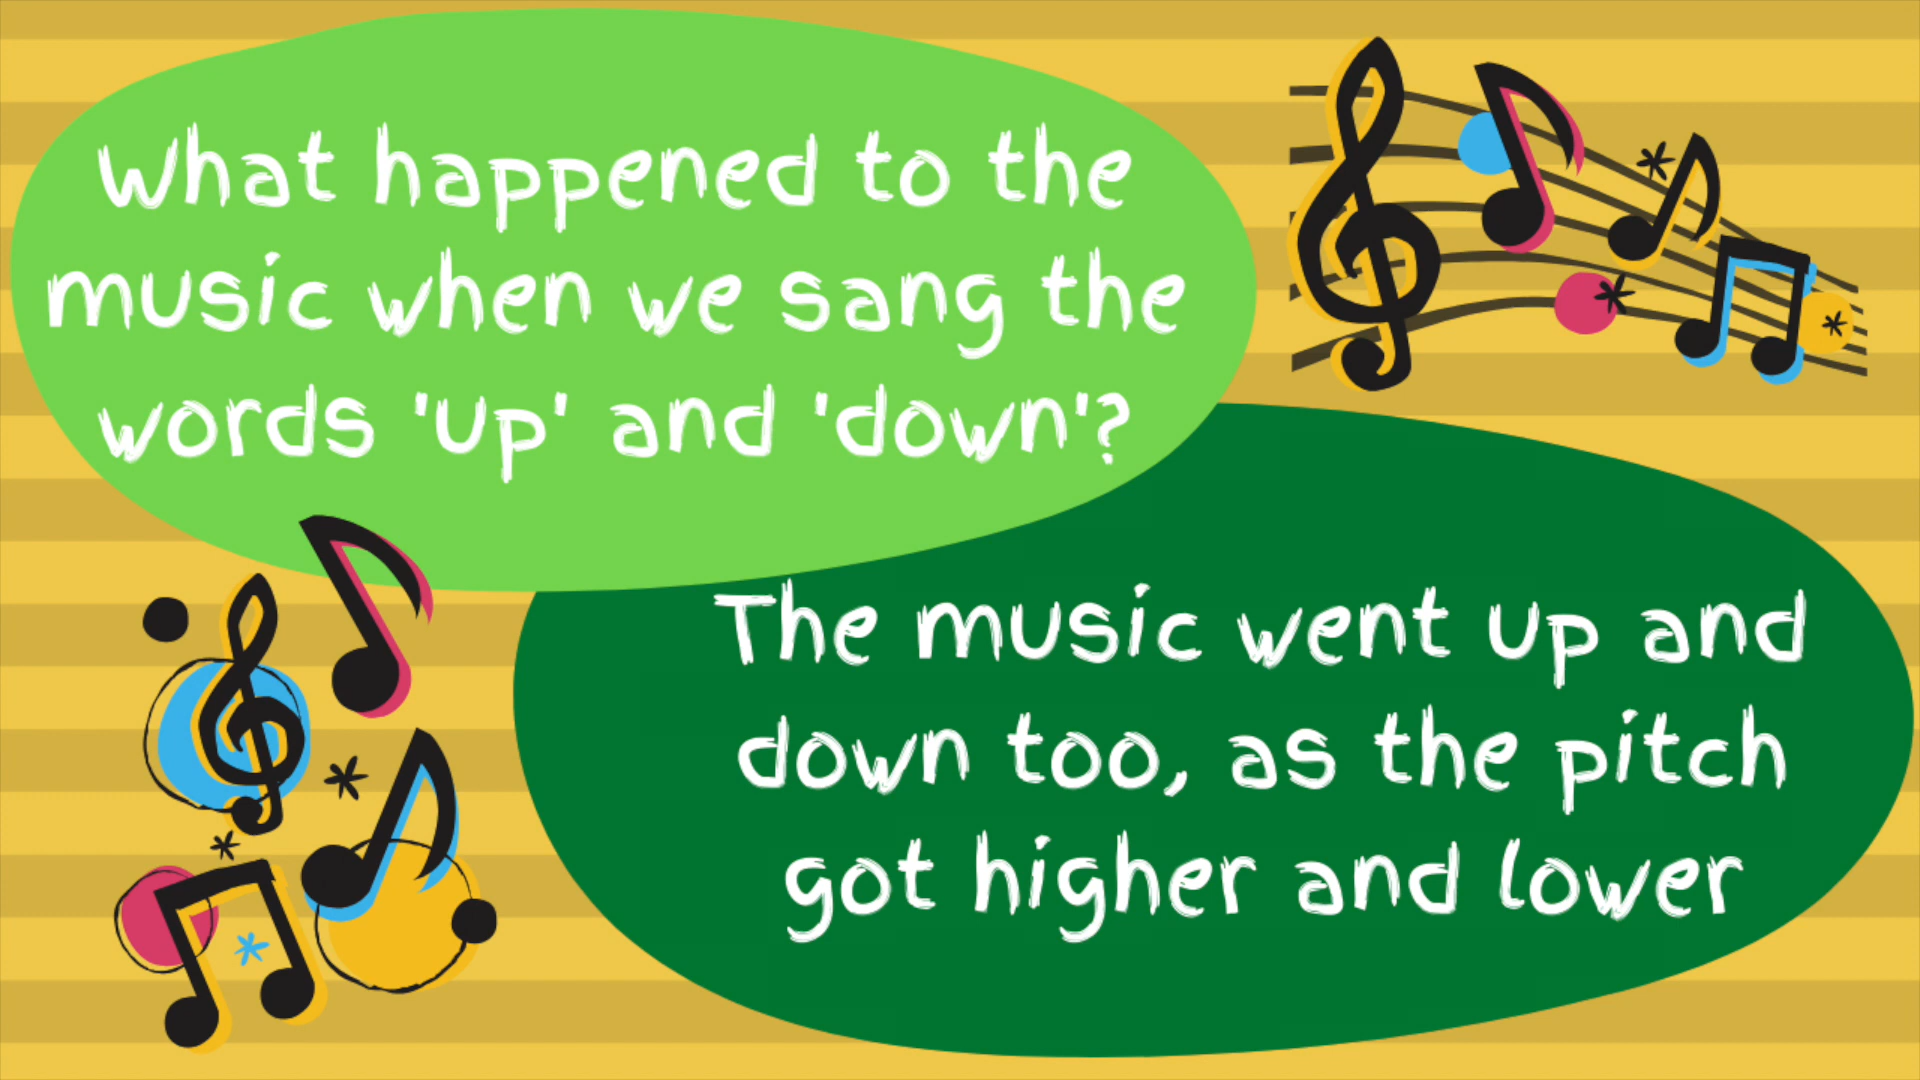 What happened to the
music when we sang the
words 'up' and 'down'?
The music went up and
down too, as the pitch
got higher and lower